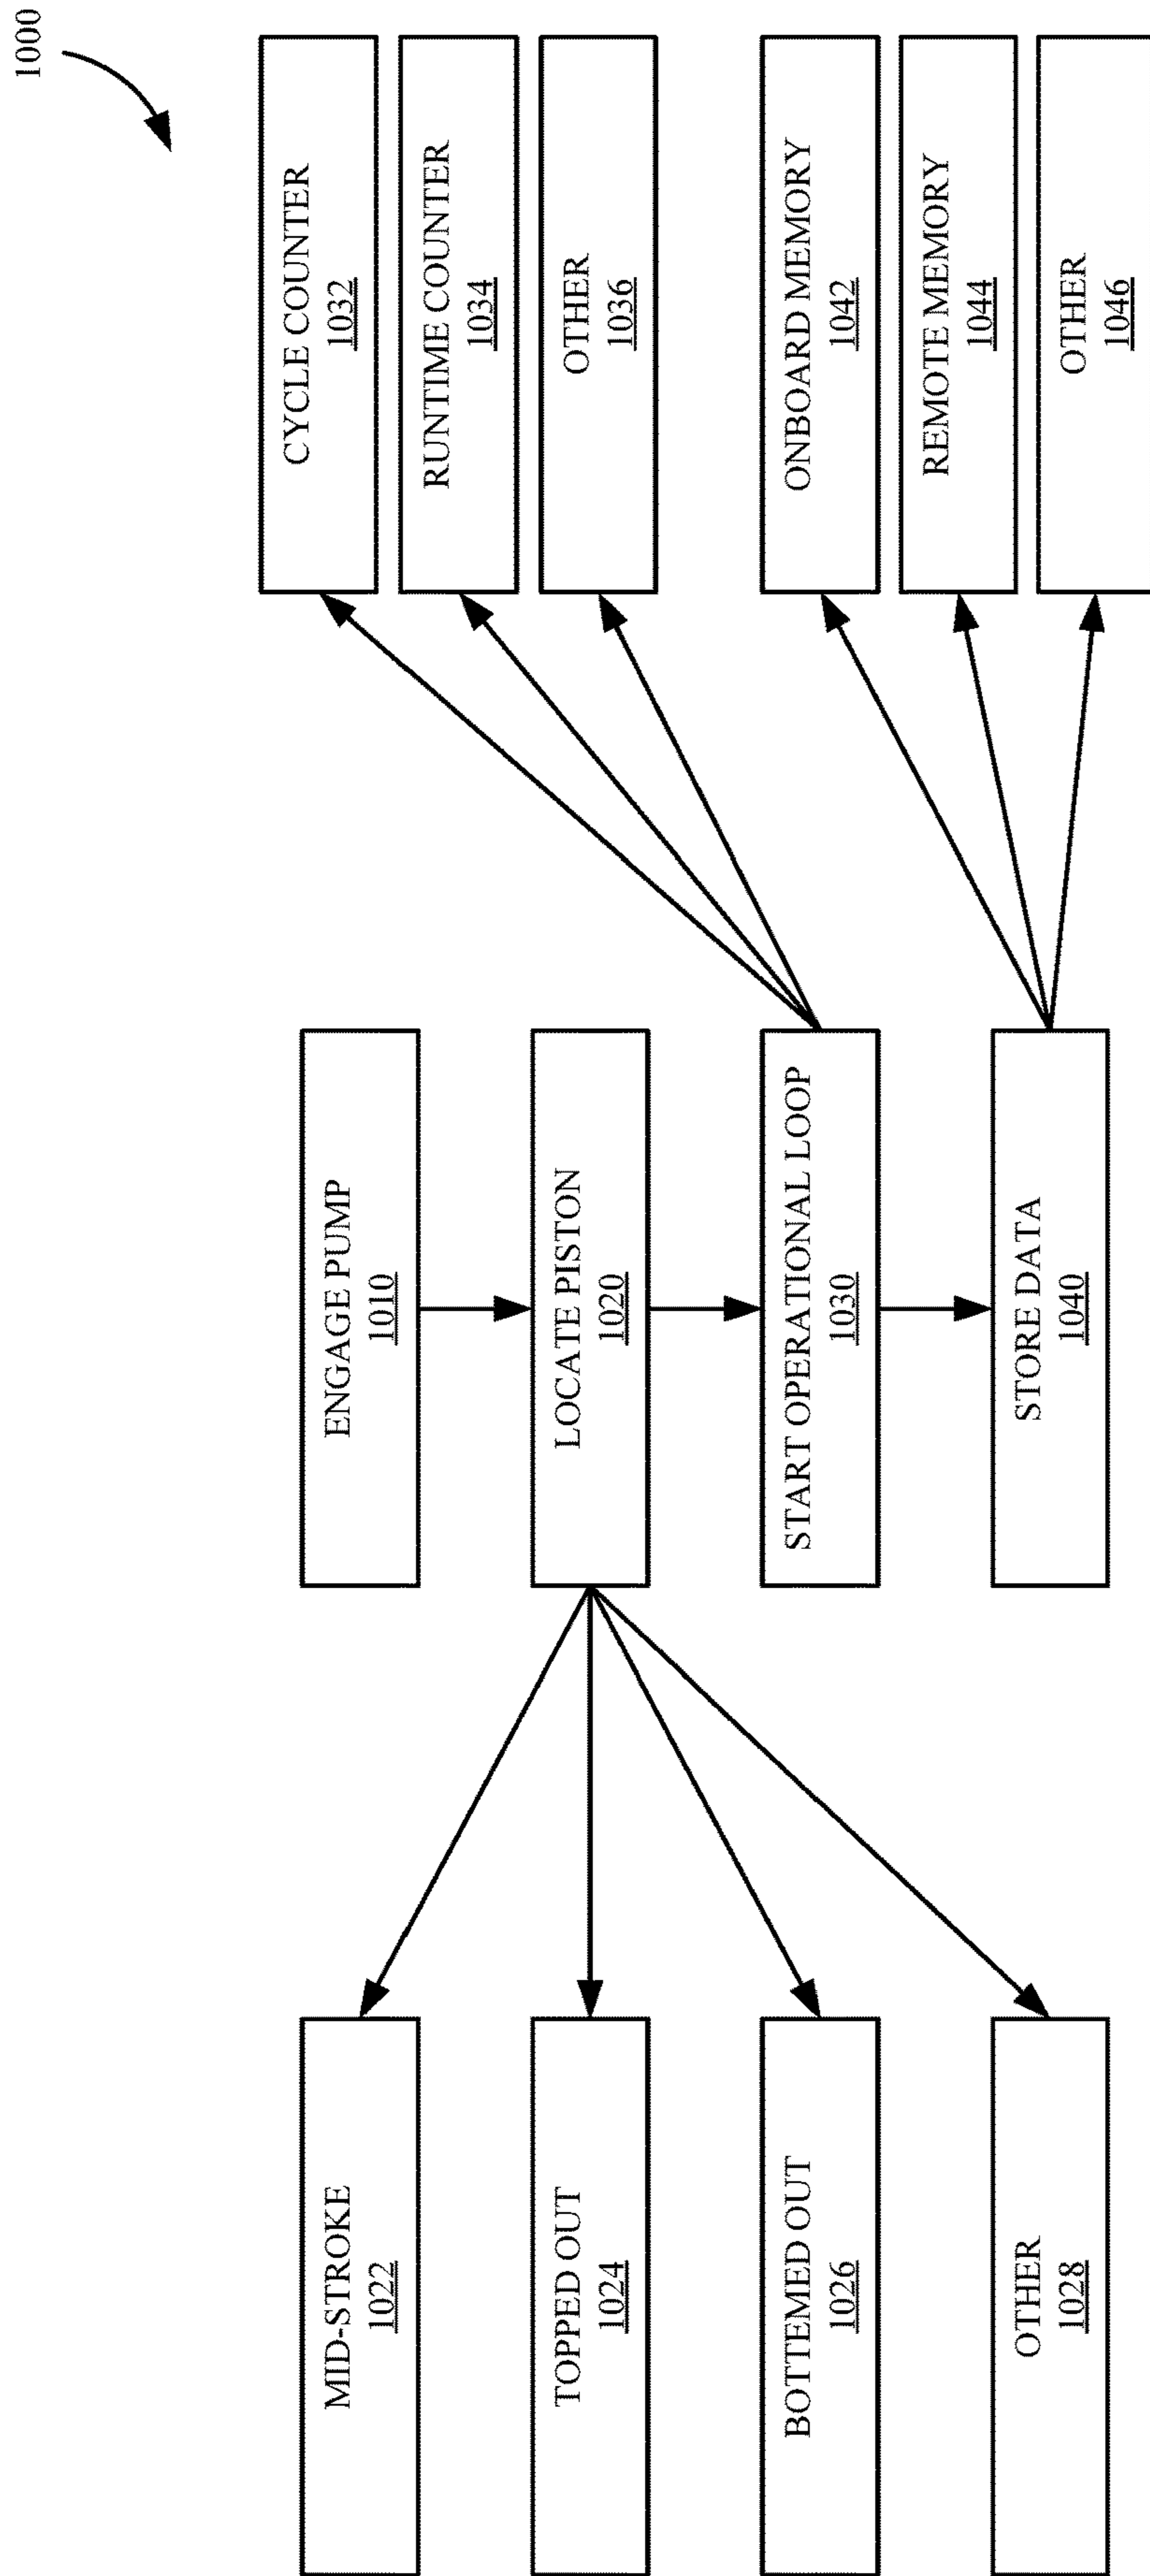 1000
ENGAGE PUMP
1010
LOCATE PISTON
1020
START OPERATIONAL LOOP
1030
STORE DATA
1040
MID-STROKE
1022
TOPPED OUT
1024
BOTTEMED OUT
1026
OTHER
1028
CYCLE COUNTER
1032
RUNTIME COUNTER
1034
OTHER
1036
ONBOARD MEMORY
1042
REMOTE MEMORY
1044
OTHER
1046